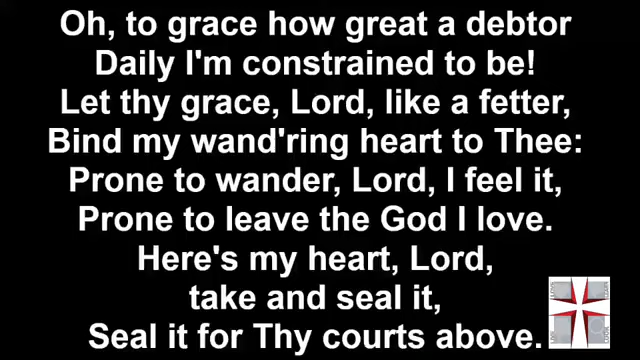 Oh, to grace how great a debtor
Daily I'm constrained to be!
Let thy grace, Lord, like a fetter,
Bind my wand'ring heart to Thee:
Prone to wander, Lord, I feel it,
Prone to leave the God I love.
Here's my heart, Lord,
take and seal it,
Seal it for Thy courts above.